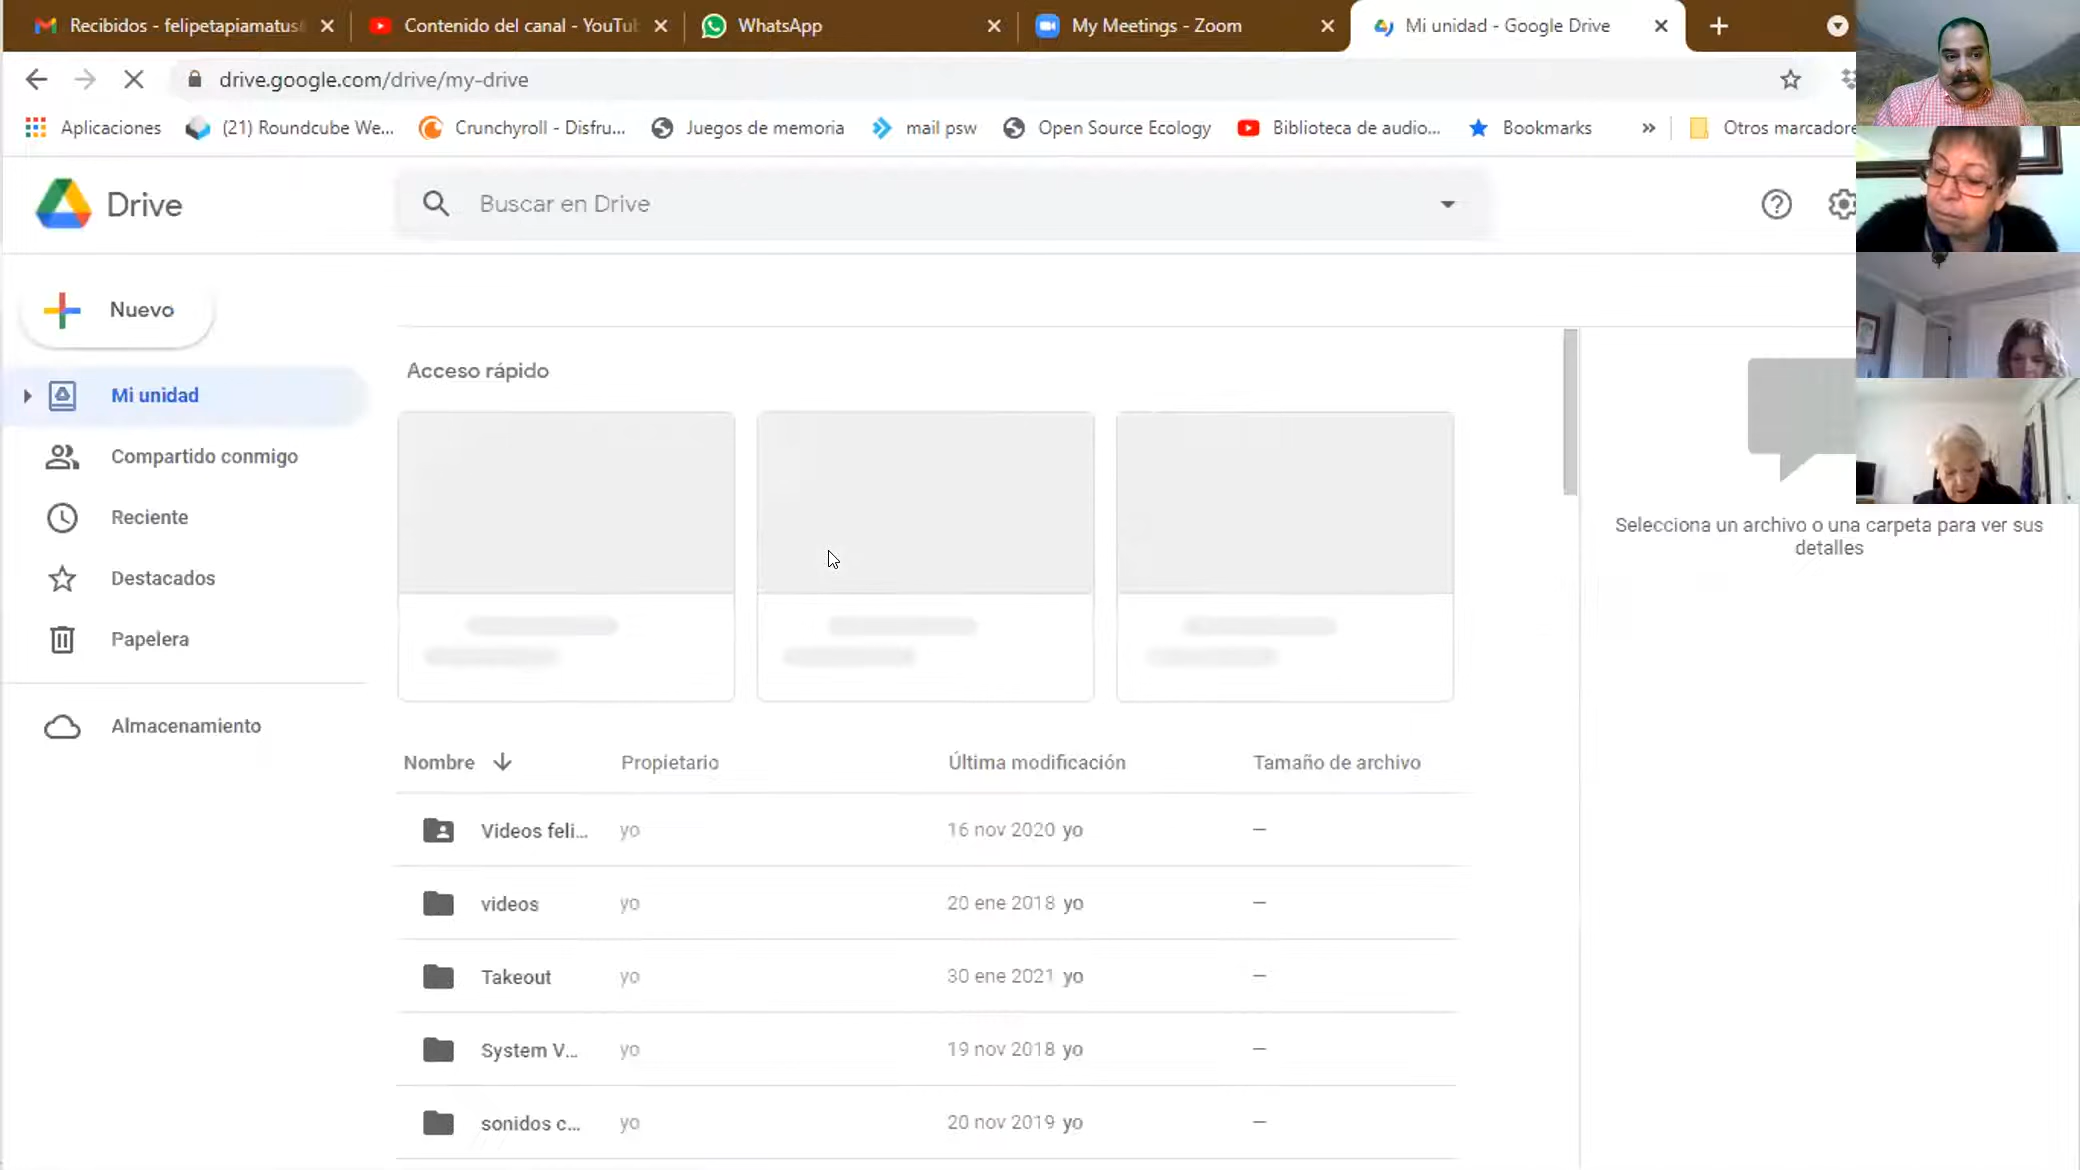 Recibidos - felipetapiamatus
Contenido del canal - YouTu
WhatsApp
My Meetings - Zoom
Mi unidad - Google Drive
drive.google.com/drive/my-drive
Aplicaciones
(21) Roundcube We...
Crunchyroll - Disfru...
Juegos de memoria
mail psw
Open Source Ecology
Biblioteca de audio...
Bookmarks
»
Otros marcadore
Drive
Buscar en Drive
Nuevo
Mi unidad
Compartido conmigo
Reciente
Destacados
Papelera
Almacenamiento
Acceso rápido
Nombre Propietario Última modificación Tamaño de archivo
Videos feli... yo 16 nov 2020 yo —
videos yo 20 ene 2018 yo —
Takeout yo 30 ene 2021 yo —
System V... yo 19 nov 2018 yo —
sonidos c... yo 20 nov 2019 yo —
Selecciona un archivo o una carpeta para ver sus
detalles